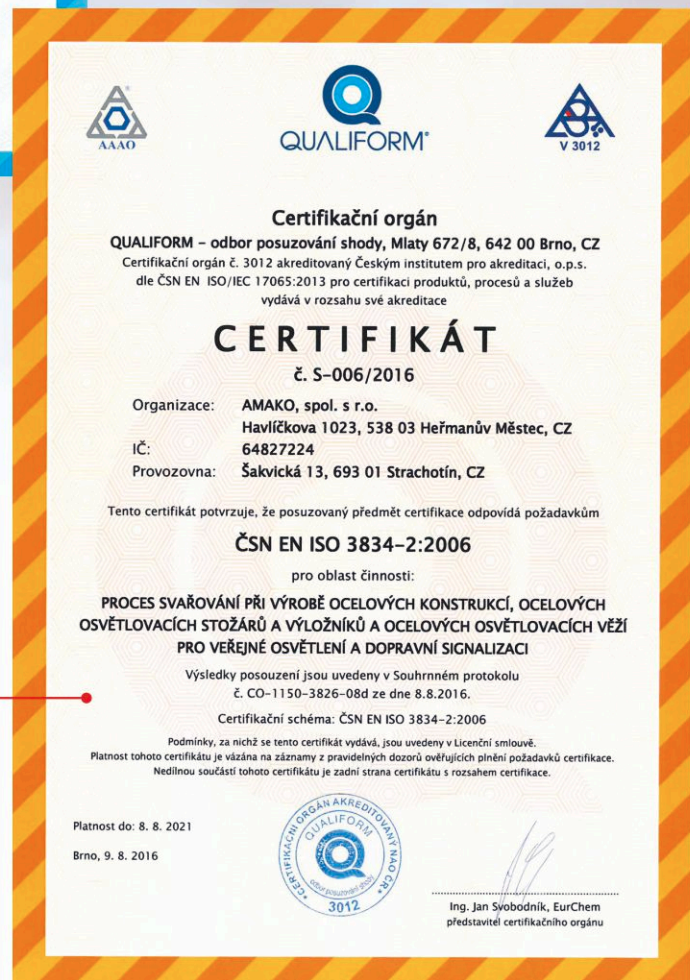 AAAO
QUALIFORM®
V 3012
Certifikační orgán
QUALIFORM – odbor posuzování shody, Mlaty 672/8, 642 00 Brno, CZ
Certifikační orgán č. 3012 akreditovaný Českým institutem pro akreditaci, o.p.s.
dle ČSN EN ISO/IEC 17065:2013 pro certifikaci produktů, procesů a služeb
vydává v rozsahu své akreditace
CERTIFIKÁT
č. S-006/2016
Organizace: AMAKO, spol. s r.o.
Havlíčkova 1023, 538 03 Heřmanův Městec, CZ
IČ: 64827224
Provozovna: Šakvická 13, 693 01 Strachotín, CZ
Tento certifikát potvrzuje, že posuzovaný předmět certifikace odpovídá požadavkům
ČSN EN ISO 3834-2:2006
pro oblast činnosti:
PROCES SVAŘOVÁNÍ PŘI VÝROBĚ OCELOVÝCH KONSTRUKCÍ, OCELOVÝCH
OSVĚTLOVACÍCH STOŽÁRŮ A VÝLOŽNÍKŮ A OCELOVÝCH OSVĚTLOVACÍCH VĚŽÍ
PRO VEŘEJNÉ OSVĚTLENÍ A DOPRAVNÍ SIGNALIZACI
Výsledky posouzení jsou uvedeny v Souhrnném protokolu
č. CO-1150-3826-08d ze dne 8.8.2016.
Certifikační schéma: ČSN EN ISO 3834-2:2006
Podmínky, za nichž se tento certifikát vydává, jsou uvedeny v Licenční smlouvě.
Platnost tohoto certifikátu je vázána na záznamy z pravidelných dozorů ověřujících plnění požadavků certifikace.
Nedílnou součástí tohoto certifikátu je zadní strana certifikátu s rozsahem certifikace.
Platnost do: 8. 8. 2021
Brno, 9. 8. 2016
CERTIFIKAČNÍ ORGÁN AKREDITOVANÝ NAO ČR
QUALIFORM
odbor posuzování shody
3012
Ing. Jan Svobodník, EurChem
představitel certifikačního orgánu